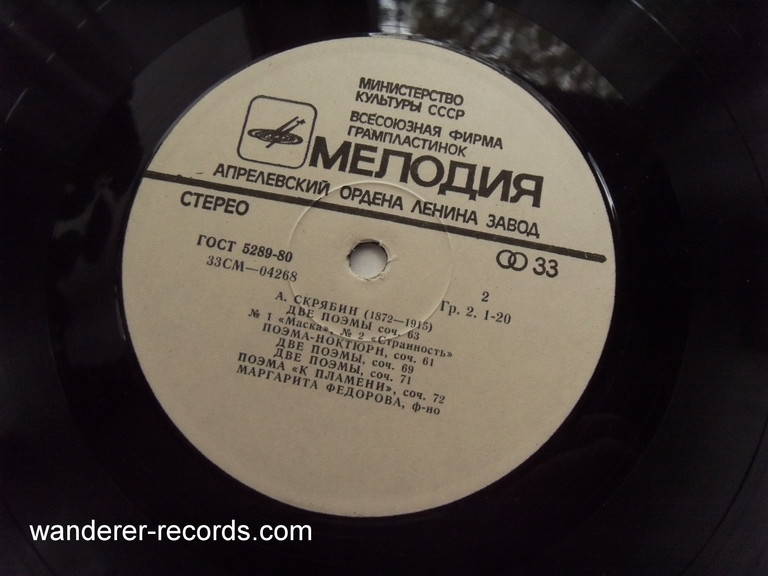 МИНИСТЕРСТВО
КУЛЬТУРЫ СССР
ВСЕСОЮЗНАЯ ФИРМА
ГРАМПЛАСТИНОК
МЕЛОДИЯ
АПРЕЛЕВСКИЙ ОРДЕНА ЛЕНИНА ЗАВОД
СТЕРЕО
33
ГОСТ 5289-80
33СМ—04268
2
Гр. 2. 1-20
А. СКРЯБИН (1872—1915)
ДВЕ ПОЭМЫ соч. 63
№ 1 «Маска», № 2 «Странность»
ПОЭМА-НОКТЮРН, соч. 61
ДВЕ ПОЭМЫ, соч. 69
ДВЕ ПОЭМЫ, соч. 71
ПОЭМА «К ПЛАМЕНИ», соч. 72
МАРГАРИТА ФЕДОРОВА, ф-но
wanderer-records.com